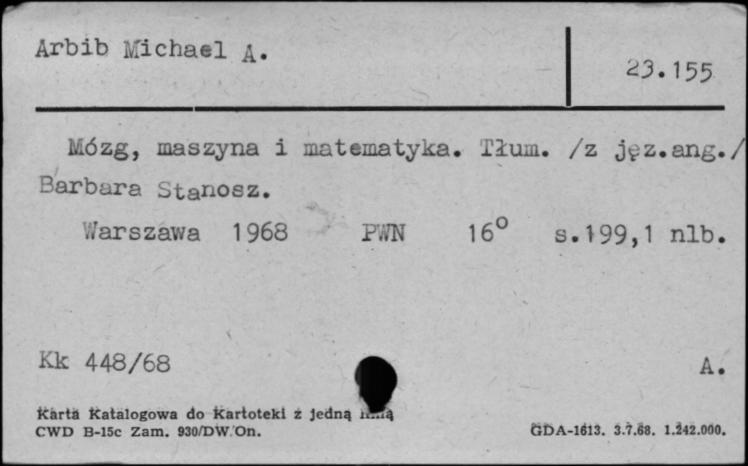 Arbib Michael A.
23.155
Mózg, maszyna i matematyka. Tłum. /z jęz.ang./
Barbara Stanosz.
Warszawa 1968 PWN 16° s.199,1 nlb.
Kk 448/68
A.
Karta Katalogowa do Kartoteki z jedną
CWD B-15c Zam. 930/DW.On.
GDA-1613. 3.7.68. 1.242.000.